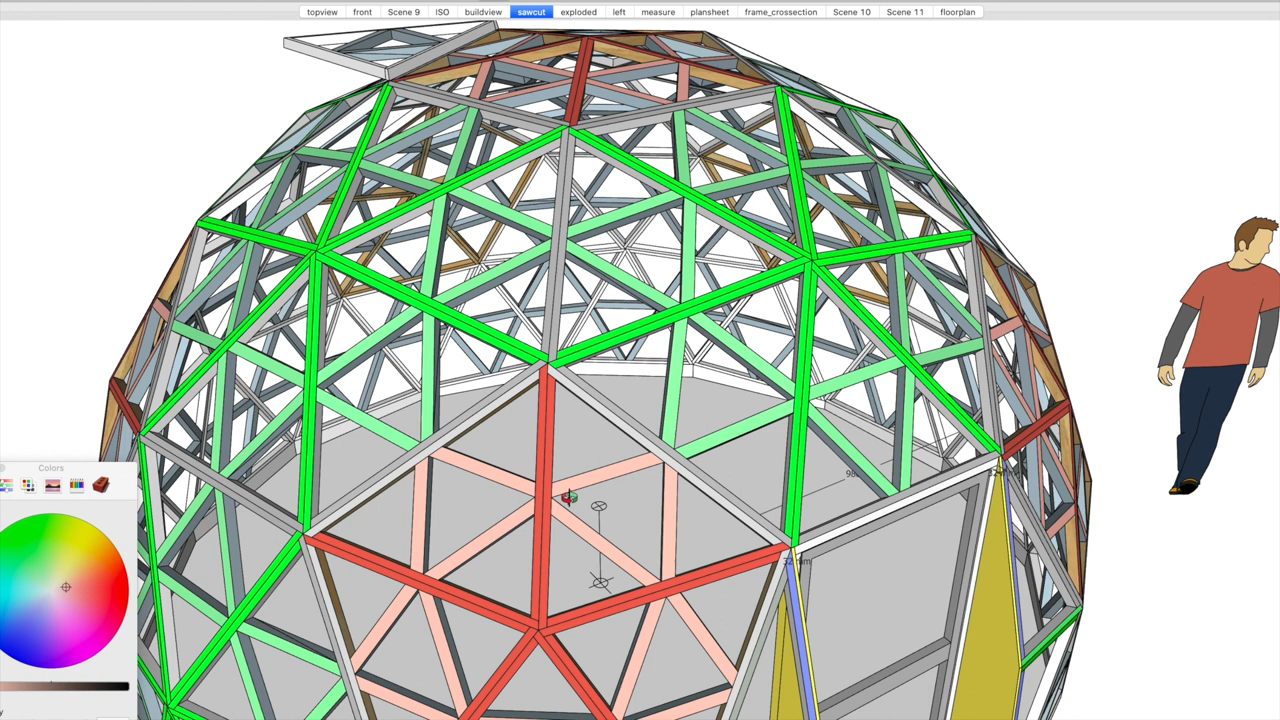 topview front Scene 9 ISO buildview sawcut exploded left measure plansheet frame_crossection Scene 10 Scene 11 floorplan
Colors